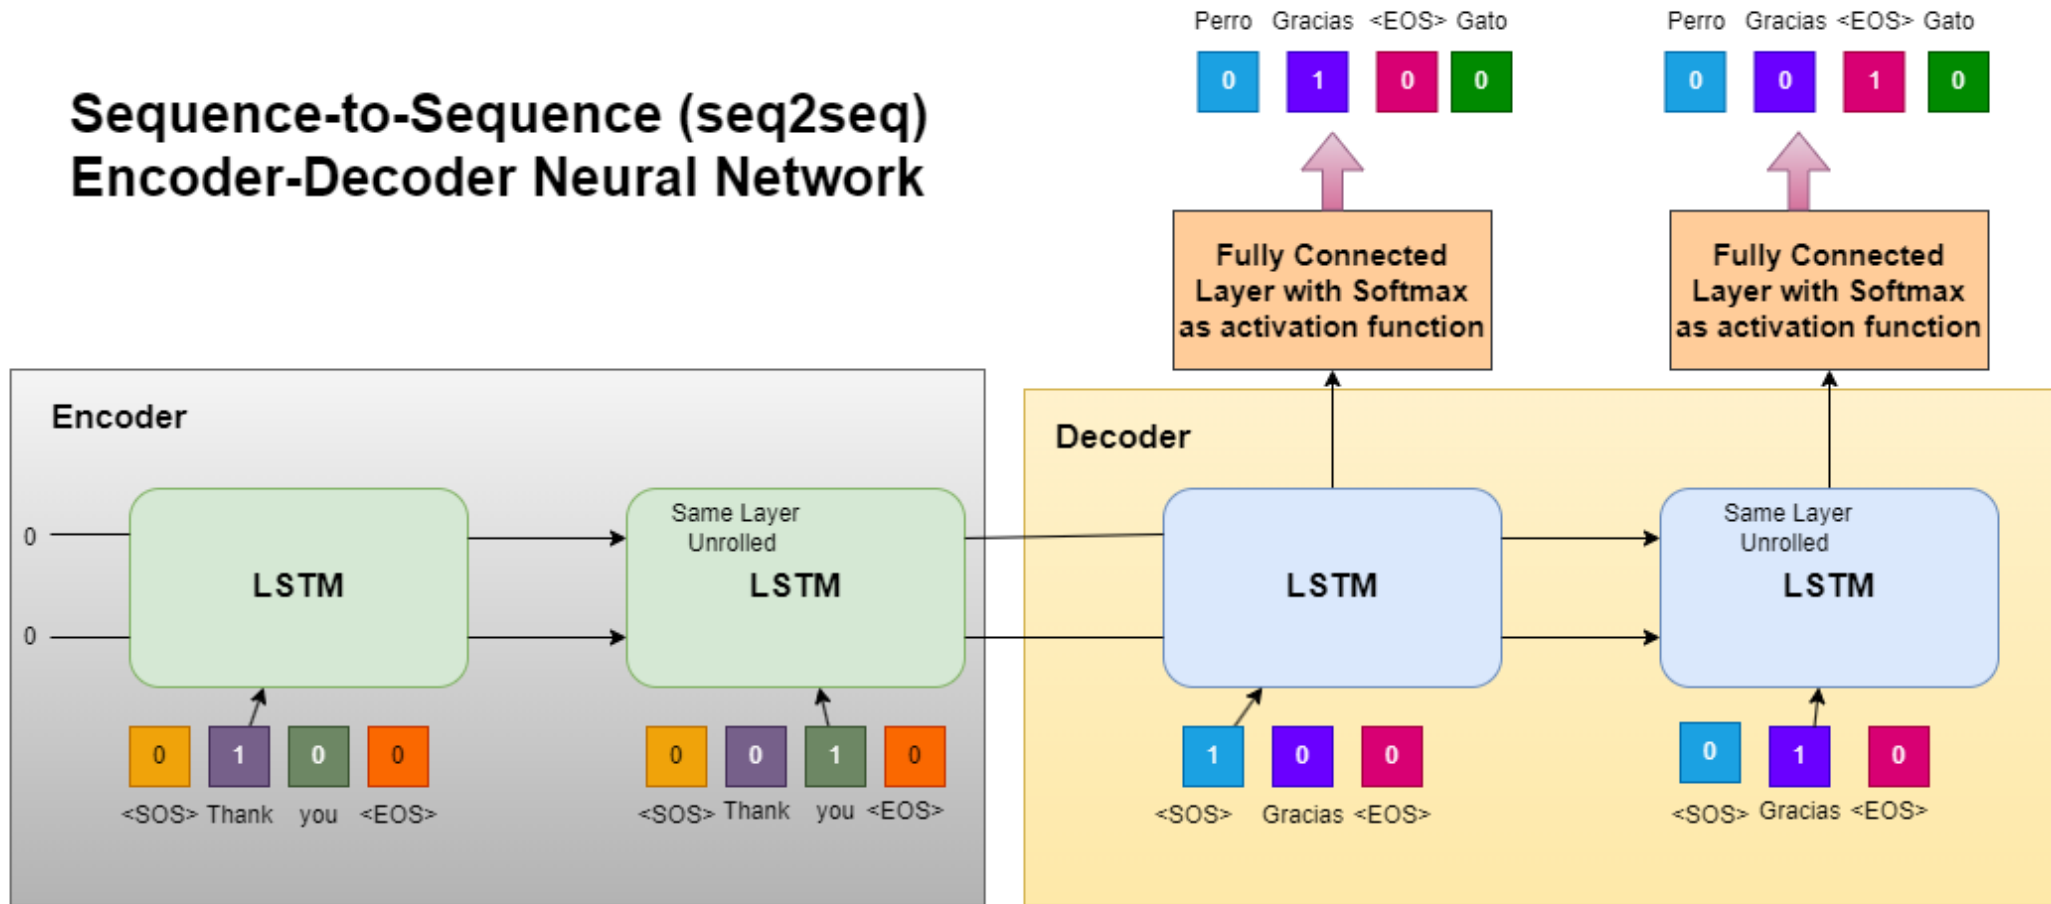 Sequence-to-Sequence (seq2seq)
Encoder-Decoder Neural Network
Perro Gracias <EOS> Gato
0 1 0 0
Perro Gracias <EOS> Gato
0 0 1 0
Fully Connected
Layer with Softmax
as activation function
Fully Connected
Layer with Softmax
as activation function
Encoder
0
0
LSTM
Same Layer
Unrolled
LSTM
0 1 0 0
<SOS> Thank you <EOS>
0 0 1 0
<SOS> Thank you <EOS>
Decoder
LSTM
Same Layer
Unrolled
LSTM
1 0 0
<SOS> Gracias <EOS>
0 1 0
<SOS> Gracias <EOS>